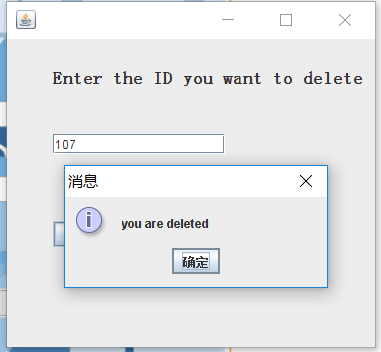 Enter the ID you want to delete
107
消息
you are deleted
确定